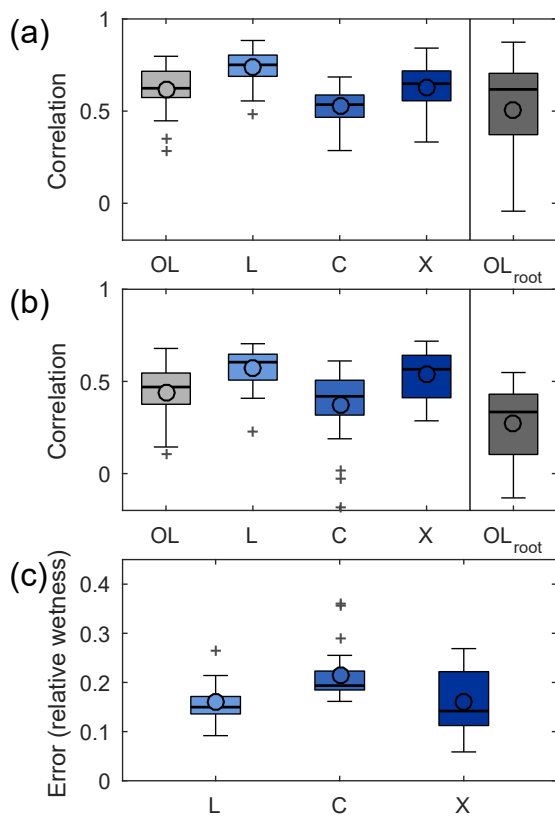 (a)
Correlation
1
0.5
0
OL L C X OLroot
(b)
Correlation
1
0.5
0
OL L C X OLroot
(c)
Error (relative wetness)
0.4
0.3
0.2
0.1
0
L C X